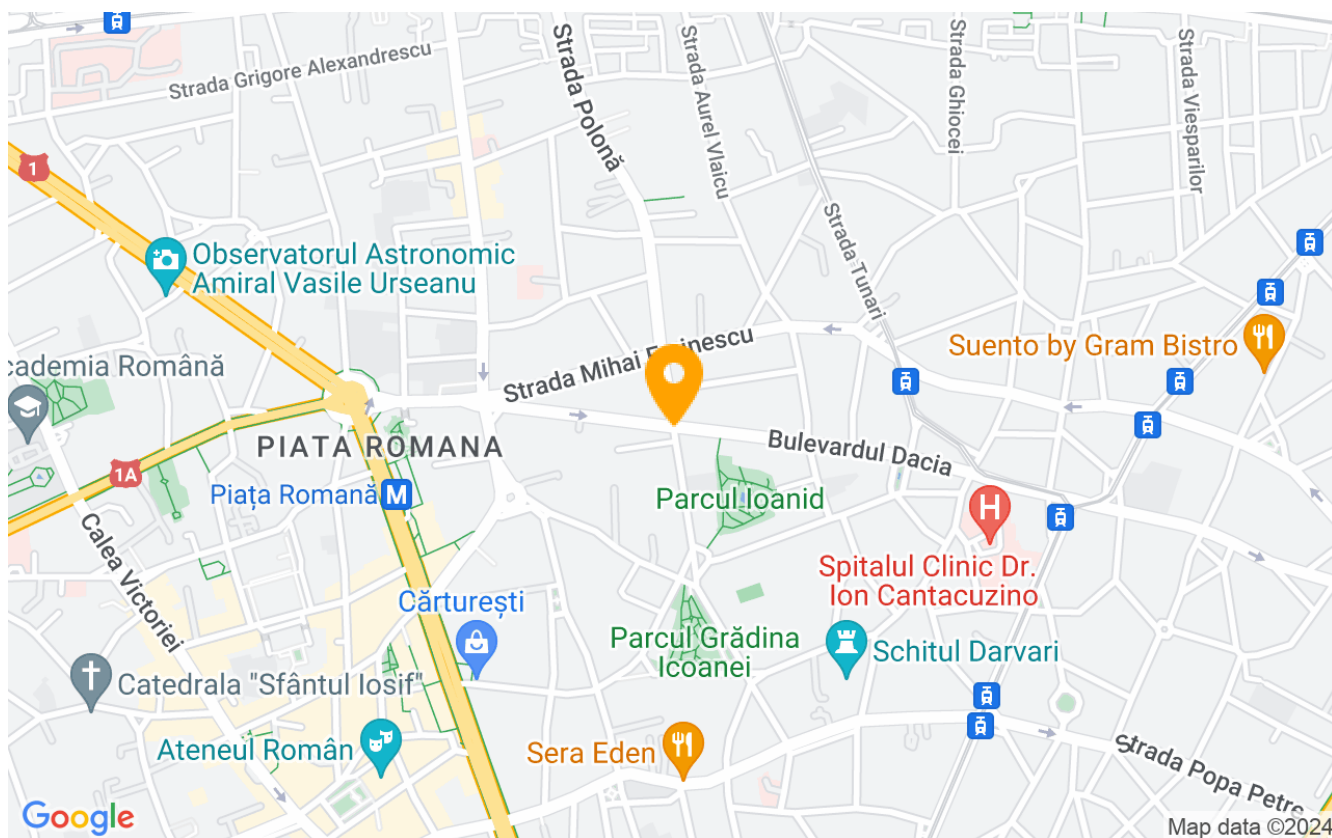 Strada Grigore Alexandrescu
Strada Polonă
Strada Aurel Vlaicu
Strada Ghiocei
Strada Viesparilor
1
Strada Tunari
Observatorul Astronomic
Amiral Vasile Urseanu
Strada Mihai Eminescu
Suento by Gram Bistro
cademia Română
PIATA ROMANA
Bulevardul Dacia
1A
Piața Romană M
Parcul Ioanid
H
Calea Victoriei
Spitalul Clinic Dr.
Ion Cantacuzino
Cărturești
Parcul Grădina
Icoanei
Schitul Darvari
Catedrala "Sfântul Iosif"
Ateneul Român
Sera Eden
Strada Popa Petre
Google
Map data ©2024